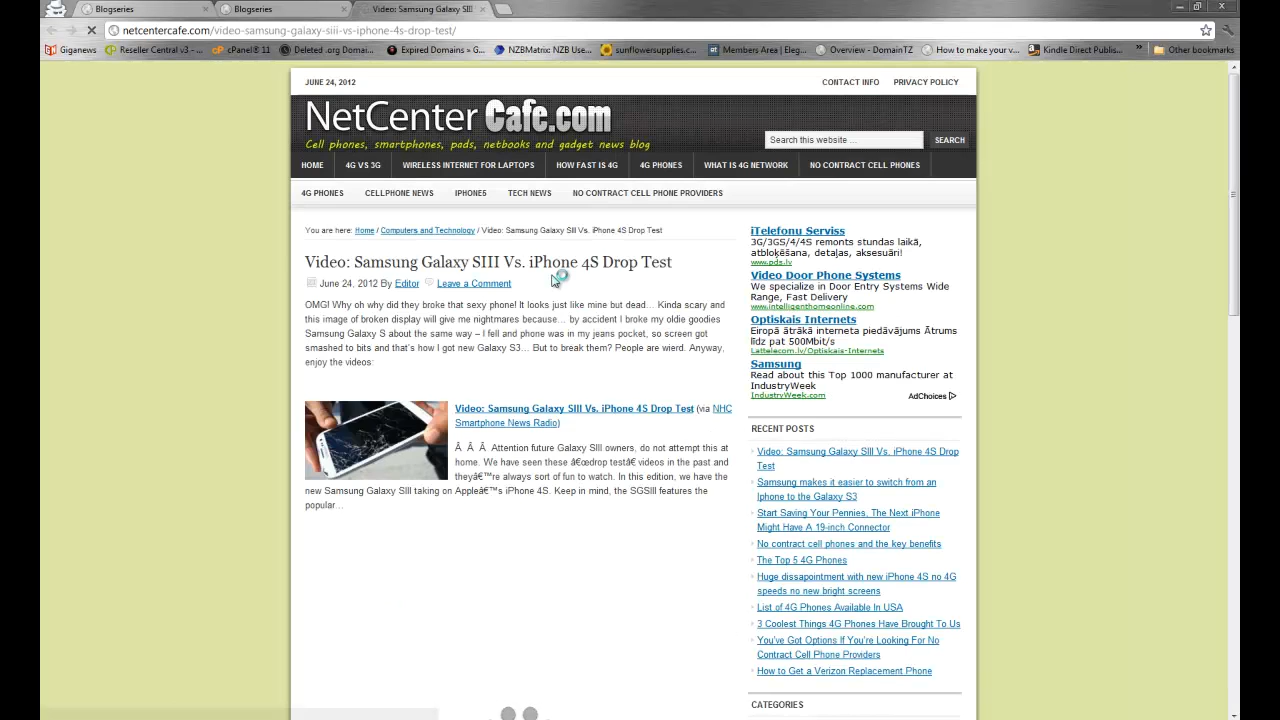 Blogseries
Blogseries
Video: Samsung Galaxy SIII
netcentercafe.com/video-samsung-galaxy-siii-vs-iphone-4s-drop-test/
Giganews
Reseller Central v3 -...
cPanel® 11
Deleted .org Domai...
Expired Domains » G...
NZBMatrix NZB Use...
sunflowersupplies.c...
Members Area | Eleg...
Overview - DomainTZ
How to make your v...
Kindle Direct Publis...
»
Other bookmarks
JUNE 24, 2012
CONTACT INFO
PRIVACY POLICY
NetCenter Cafe.com
Cell phones, smartphones, pads, netbooks and gadget news blog
Search this website ...
SEARCH
HOME
4G VS 3G
WIRELESS INTERNET FOR LAPTOPS
HOW FAST IS 4G
4G PHONES
WHAT IS 4G NETWORK
NO CONTRACT CELL PHONES
4G PHONES
CELLPHONE NEWS
IPHONE5
TECH NEWS
NO CONTRACT CELL PHONE PROVIDERS
You are here: Home / Computers and Technology / Video: Samsung Galaxy SIII Vs. iPhone 4S Drop Test
Video: Samsung Galaxy SIII Vs. iPhone 4S Drop Test
June 24, 2012 By Editor Leave a Comment
OMG! Why oh why did they broke that sexy phone! It looks just like mine but dead… Kinda scary and
this image of broken display will give me nightmares because… by accident I broke my oldie goodies
Samsung Galaxy S about the same way – I fell and phone was in my jeans pocket, so screen got
smashed to bits and that's how I got new Galaxy S3… But to break them? People are wierd. Anyway,
enjoy the videos:
Video: Samsung Galaxy SIII Vs. iPhone 4S Drop Test (via NHC
Smartphone News Radio)
Â Â Â Attention future Galaxy SIII owners, do not attempt this at
home. We have seen these â€œdrop testâ€ videos in the past and
theyâ€™re always sort of fun to watch. In this edition, we have the
new Samsung Galaxy SIII taking on Appleâ€™s iPhone 4S. Keep in mind, the SGSIII features the
popular…
iTelefonu Serviss
3G/3GS/4/4S remonts stundas laikā,
atbloķēšana, detaļas, aksesuāri!
www.pds.lv
Video Door Phone Systems
We specialize in Door Entry Systems Wide
Range, Fast Delivery
www.intelligenthomeonline.com
Optiskais Internets
Eiropā ātrākā interneta piedāvājums Ātrums
līdz pat 500Mbit/s
Lattelecom.lv/Optiskais-Internets
Samsung
Read about this Top 1000 manufacturer at
IndustryWeek
IndustryWeek.com
AdChoices
RECENT POSTS
Video: Samsung Galaxy SIII Vs. iPhone 4S Drop
Test
Samsung makes it easier to switch from an
Iphone to the Galaxy S3
Start Saving Your Pennies, The Next iPhone
Might Have A 19-inch Connector
No contract cell phones and the key benefits
The Top 5 4G Phones
Huge dissapointment with new iPhone 4S no 4G
speeds no new bright screens
List of 4G Phones Available In USA
3 Coolest Things 4G Phones Have Brought To Us
You've Got Options If You're Looking For No
Contract Cell Phone Providers
How to Get a Verizon Replacement Phone
CATEGORIES